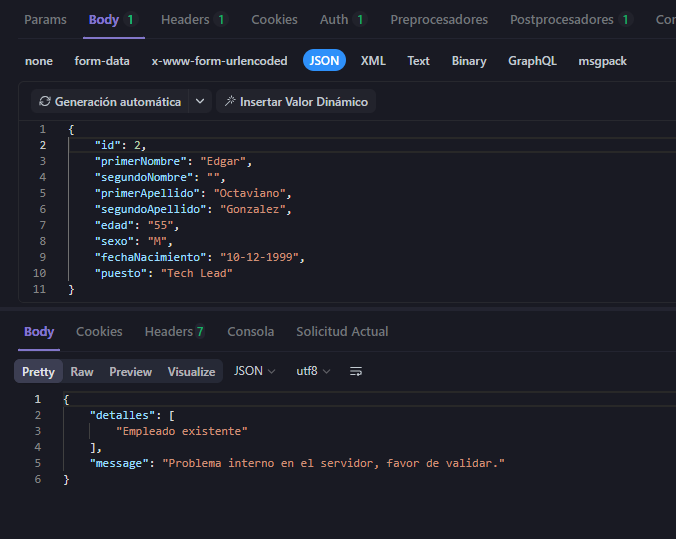 Params Body 1 Headers 1 Cookies Auth 1 Preprocesadores Postprocesadores 1 Con
none form-data x-www-form-urlencoded JSON XML Text Binary GraphQL msgpack
Generación automática Insertar Valor Dinámico
1 {
2 "id": 2,
3 "primerNombre": "Edgar",
4 "segundoNombre": "",
5 "primerApellido": "Octaviano",
6 "segundoApellido": "Gonzalez",
7 "edad": "55",
8 "sexo": "M",
9 "fechaNacimiento": "10-12-1999",
10 "puesto": "Tech Lead"
11 }
Body Cookies Headers 7 Consola Solicitud Actual
Pretty Raw Preview Visualize JSON utf8
1 {
2 "detalles": [
3 "Empleado existente"
4 ],
5 "message": "Problema interno en el servidor, favor de validar."
6 }